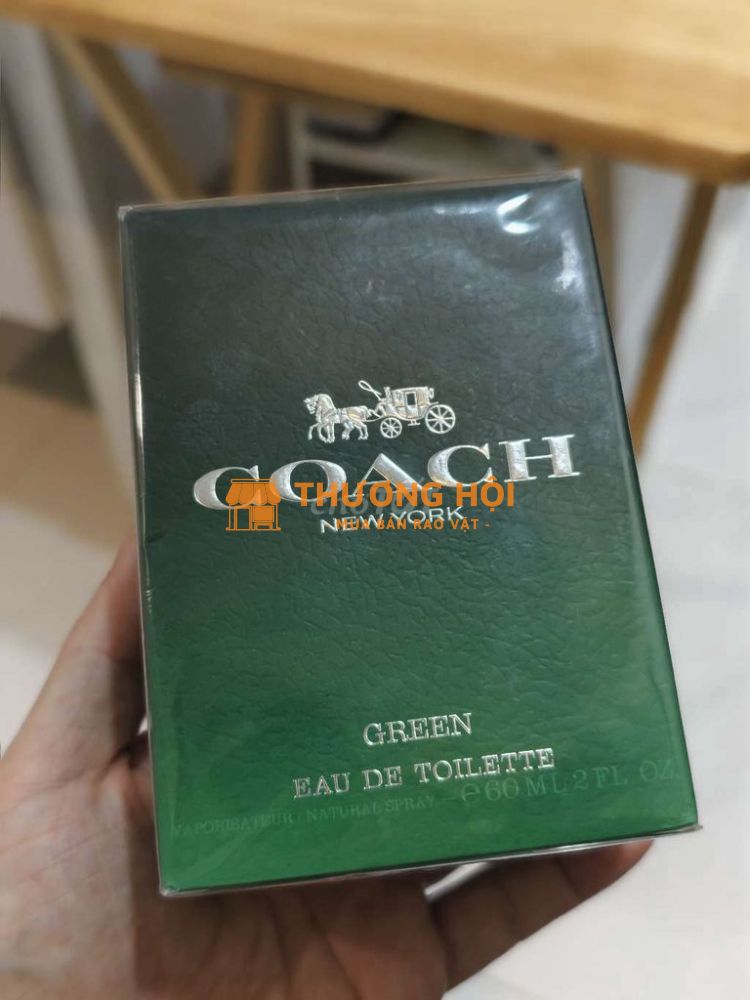 COACH
THƯƠNG HỘI
NEW YORK
- MUA BÁN RAO VẶT -
GREEN
EAU DE TOILETTE
VAPORISATEUR / NATURAL SPRAY – e 60 ML 2 FL. OZ.